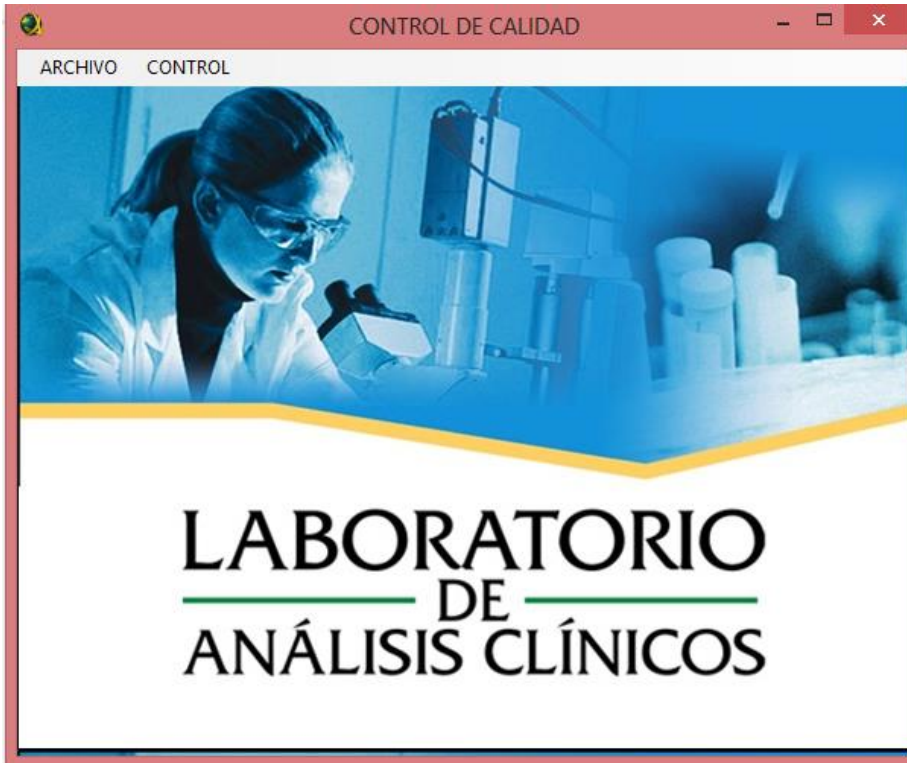 CONTROL DE CALIDAD
ARCHIVO CONTROL
LABORATORIO
DE
ANÁLISIS CLÍNICOS